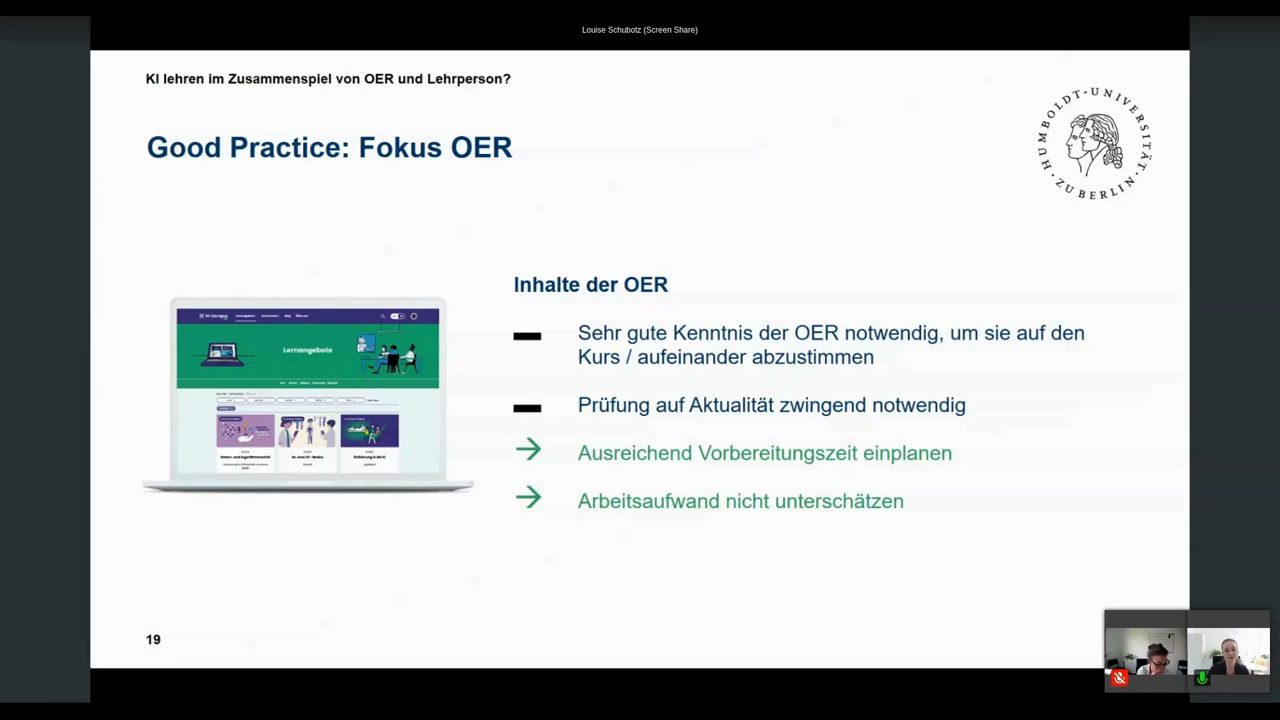 Louise Schubotz (Screen Share)
KI lehren im Zusammenspiel von OER und Lehrperson?
Good Practice: Fokus OER
HUMBOLDT-UNIVERSITÄT
ZU BERLIN
Inhalte der OER
Sehr gute Kenntnis der OER notwendig, um sie auf den
Kurs / aufeinander abzustimmen
Prüfung auf Aktualität zwingend notwendig
Ausreichend Vorbereitungszeit einplanen
Arbeitsaufwand nicht unterschätzen
KI-Campus
Lernangebote
19